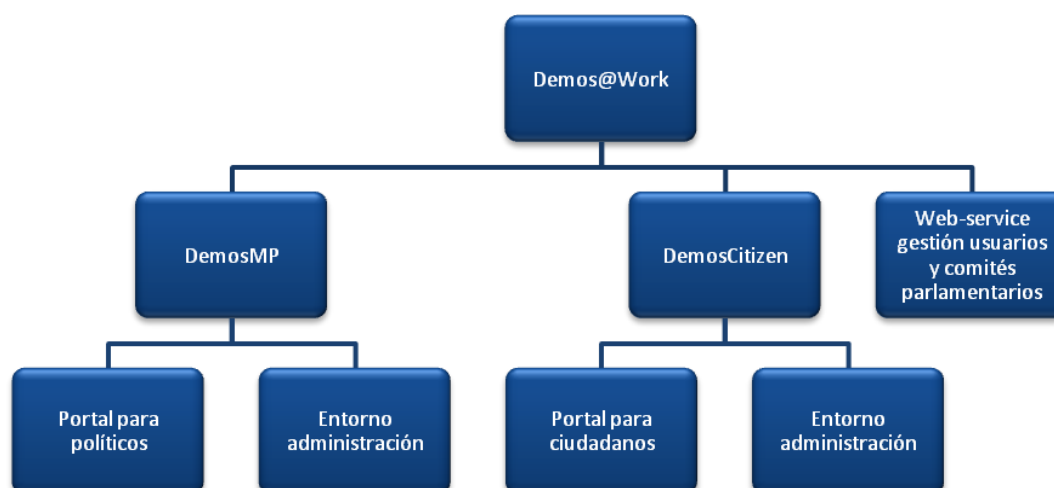 Demos@Work
DemosMP
DemosCitizen
Web-service
gestión usuarios
y comités
parlamentarios
Portal para
políticos
Entorno
administración
Portal para
ciudadanos
Entorno
administración